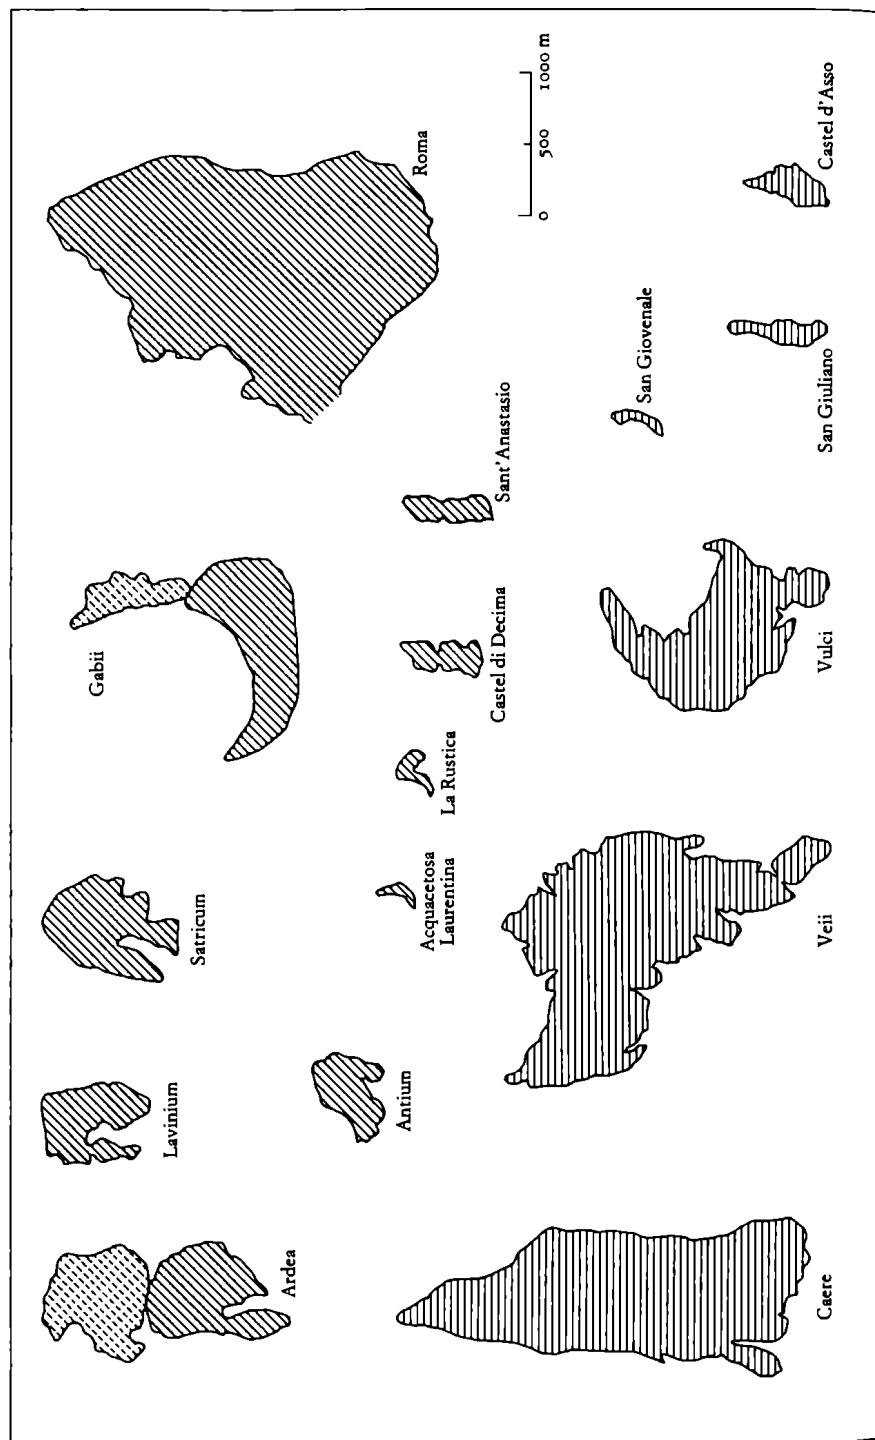 Ardea
Lavinium
Satricum
Gabii
Roma
Antium
Acquacetosa
Laurentina
La Rustica
Castel di Decima
Sant'Anastasio
0 500 1000 m
Caere
Veii
Vulci
San Giovenale
San Giuliano
Castel d'Asso